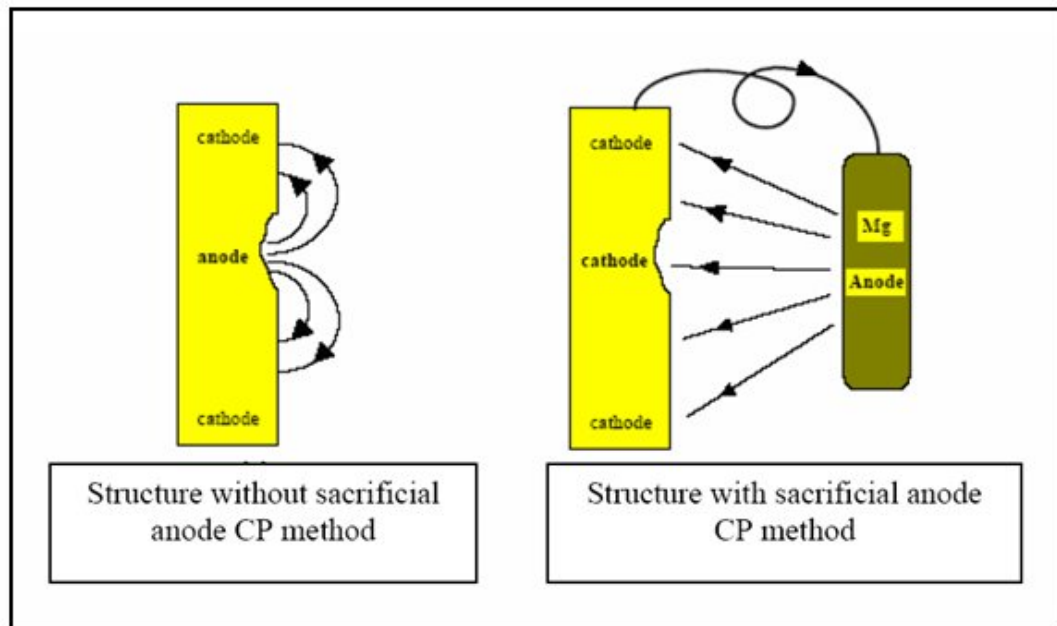 cathode
anode
cathode
cathode
cathode
cathode
Mg
Anode
Structure without sacrificial
anode CP method
Structure with sacrificial anode
CP method